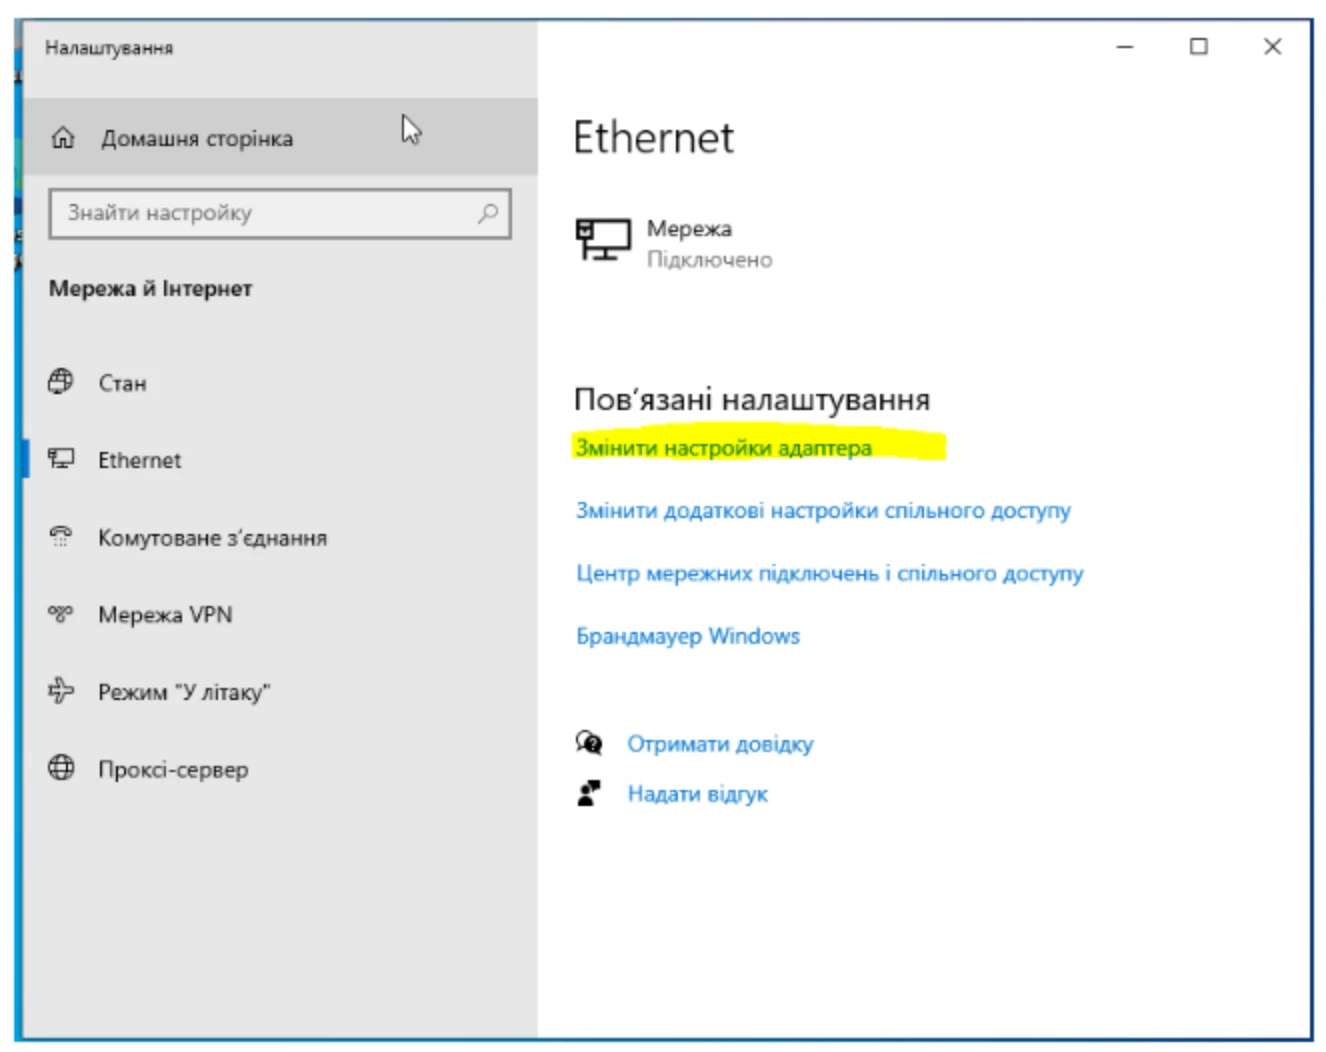 Налаштування
Домашня сторінка
Знайти настройку
Мережа й Інтернет
Стан
Ethernet
Комутоване з’єднання
Мережа VPN
Режим "У літаку"
Проксі-сервер
Ethernet
Мережа
Підключено
Пов’язані налаштування
Змінити настройки адаптера
Змінити додаткові настройки спільного доступу
Центр мережних підключень і спільного доступу
Брандмауер Windows
Отримати довідку
Надати відгук